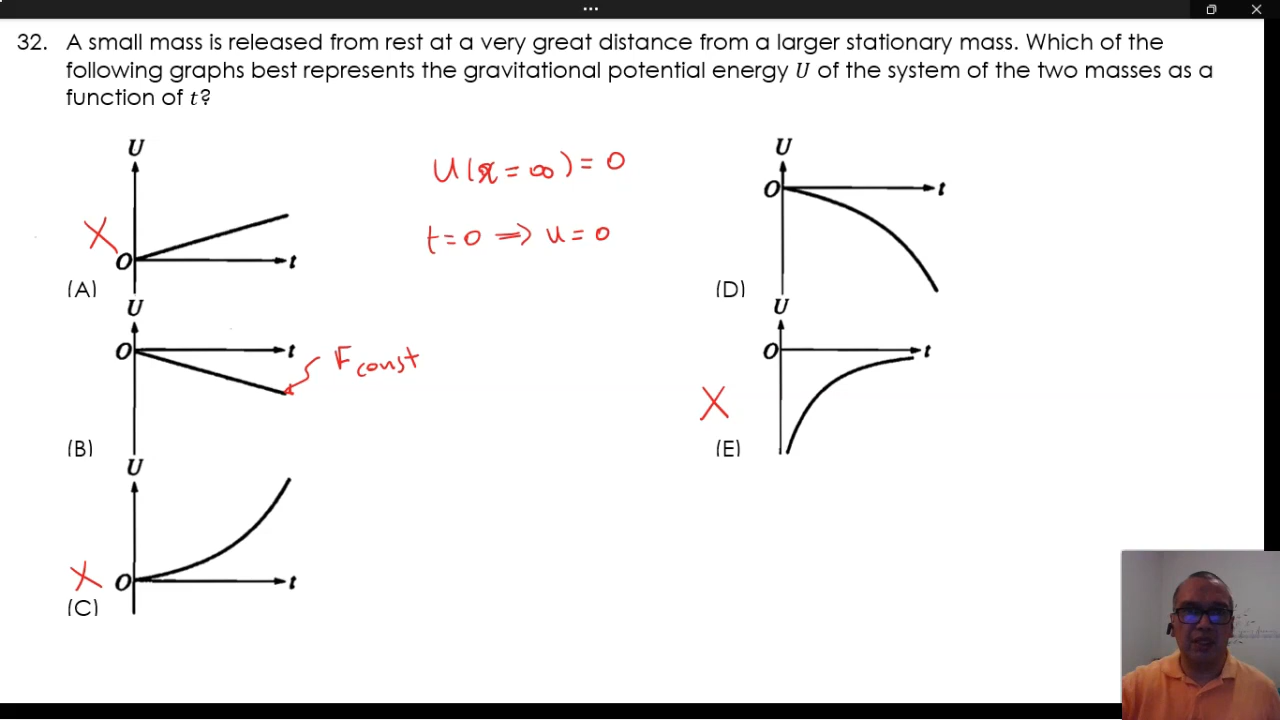 32. A small mass is released from rest at a very great distance from a larger stationary mass. Which of the
following graphs best represents the gravitational potential energy U of the system of the two masses as a
function of t?
U
O
t
(A)
U
O
t
F const
(B)
U
O
t
(C)
U(x = ∞) = 0
t = 0 ⇒ u = 0
U
O
t
(D)
U
O
t
(E)